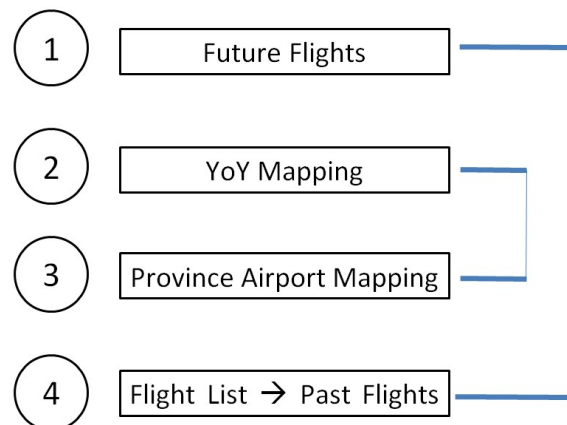 1 Future Flights
2 YoY Mapping
3 Province Airport Mapping
4 Flight List → Past Flights